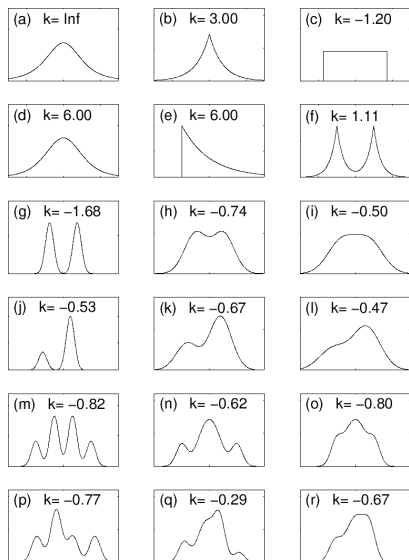 (a) k= Inf
(b) k= 3.00
(c) k= −1.20
(d) k= 6.00
(e) k= 6.00
(f) k= 1.11
(g) k= −1.68
(h) k= −0.74
(i) k= −0.50
(j) k= −0.53
(k) k= −0.67
(l) k= −0.47
(m) k= −0.82
(n) k= −0.62
(o) k= −0.80
(p) k= −0.77
(q) k= −0.29
(r) k= −0.67